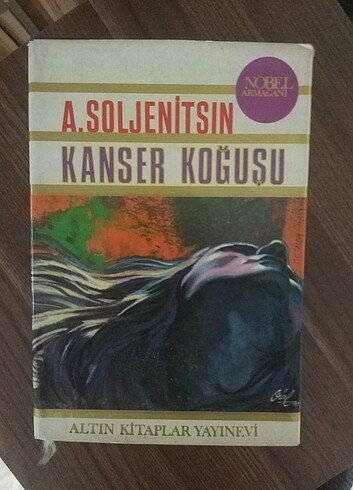 NOBEL
ARMAĞANI
A.SOLJENİTSIN
KANSER KOĞUŞU
ALTIN KİTAPLAR YAYINEVİ